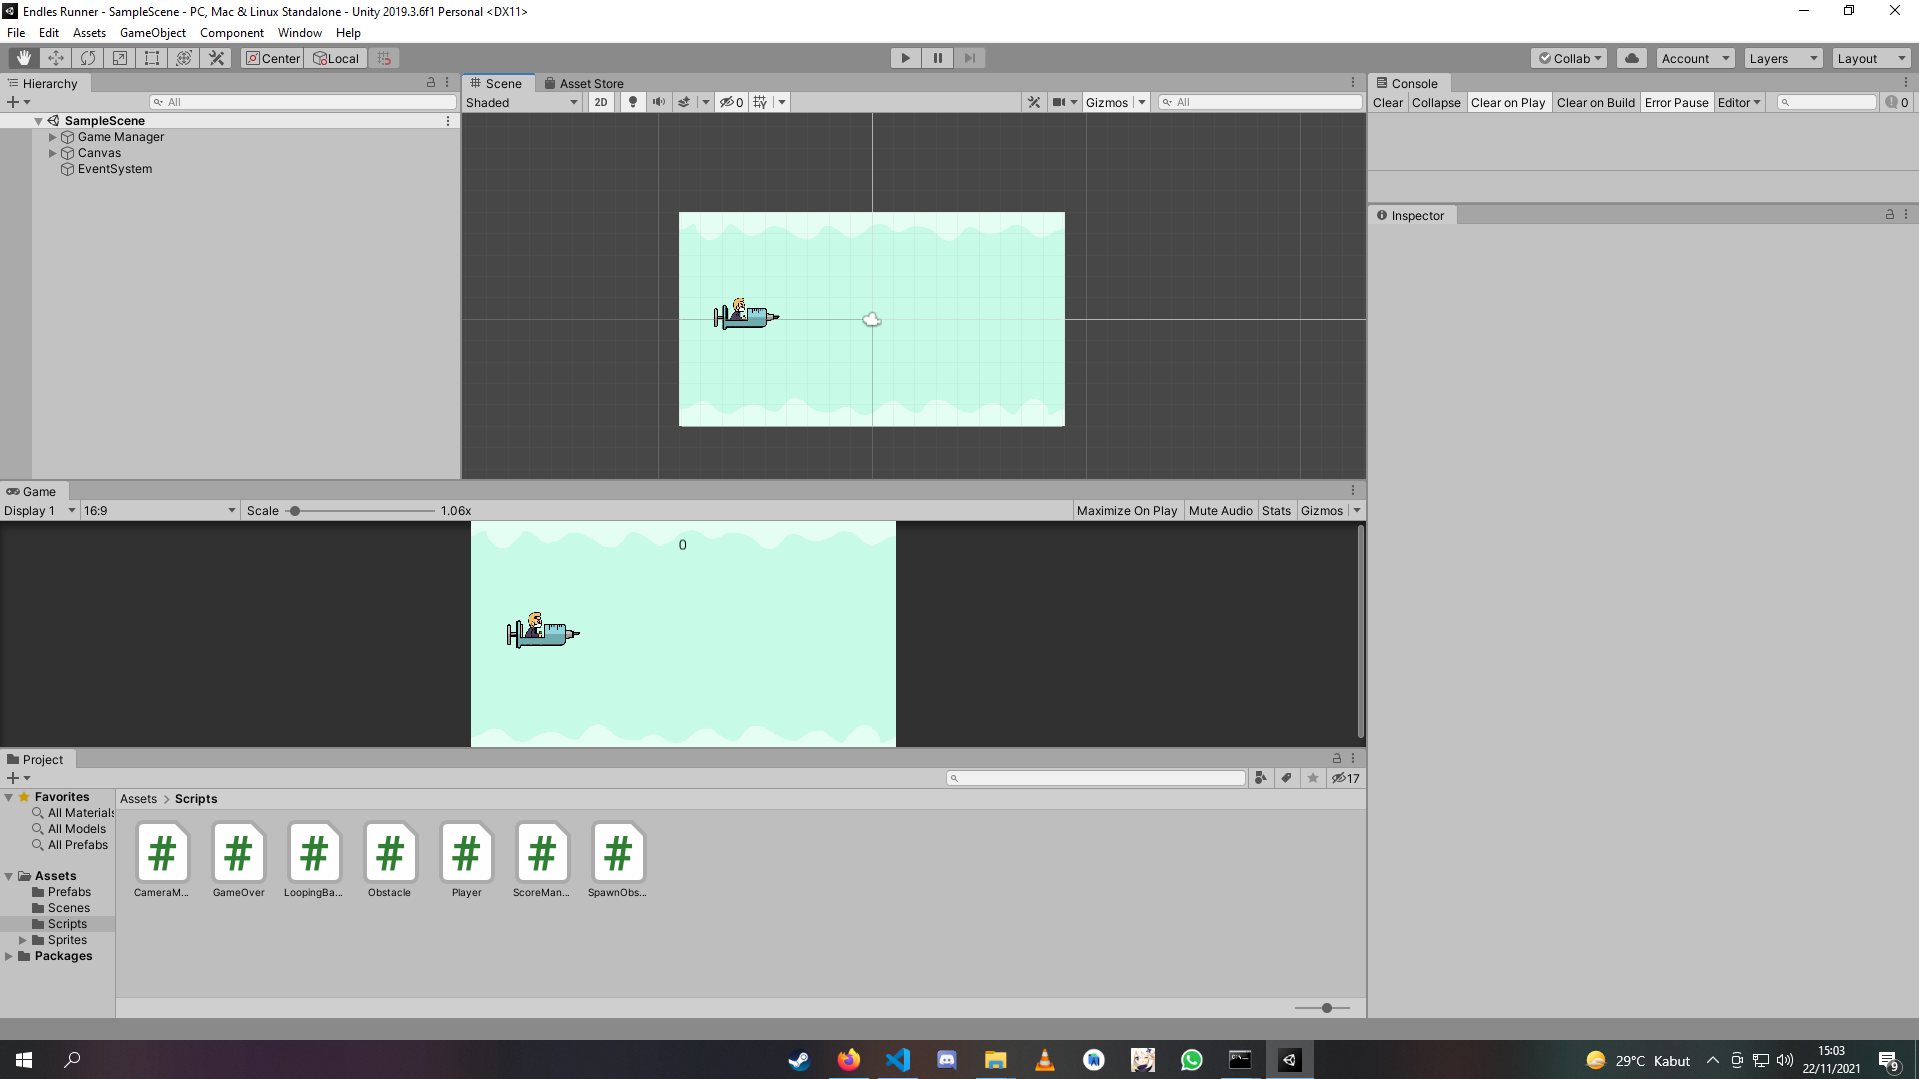 Endles Runner - SampleScene - PC, Mac & Linux Standalone - Unity 2019.3.6f1 Personal <DX11>
File Edit Assets GameObject Component Window Help
Center Local Collab Account Layers Layout
Hierarchy
All
SampleScene
Game Manager
Canvas
EventSystem
Scene Asset Store
Shaded 2D 0 Gizmos All
Console
Clear Collapse Clear on Play Clear on Build Error Pause Editor 0
Inspector
Game
Display 1 16:9 Scale 1.06x Maximize On Play Mute Audio Stats Gizmos
0
Project
17
Favorites
All Materials
All Models
All Prefabs
Assets
Prefabs
Scenes
Scripts
Sprites
Packages
Assets > Scripts
CameraM... GameOver LoopingBa... Obstacle Player ScoreMan... SpawnObs...
29°C Kabut
15:03
22/11/2021
9